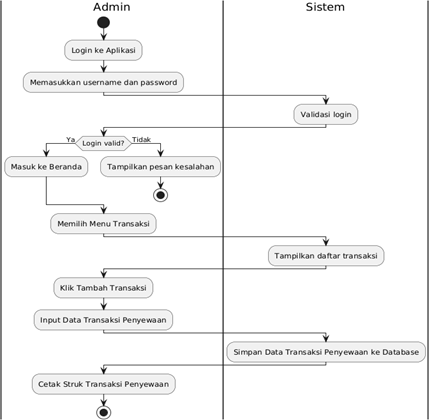 Admin
Sistem
Login ke Aplikasi
Memasukkan username dan password
Validasi login
Ya
Login valid?
Tidak
Masuk ke Beranda
Tampilkan pesan kesalahan
Memilih Menu Transaksi
Tampilkan daftar transaksi
Klik Tambah Transaksi
Input Data Transaksi Penyewaan
Simpan Data Transaksi Penyewaan ke Database
Cetak Struk Transaksi Penyewaan